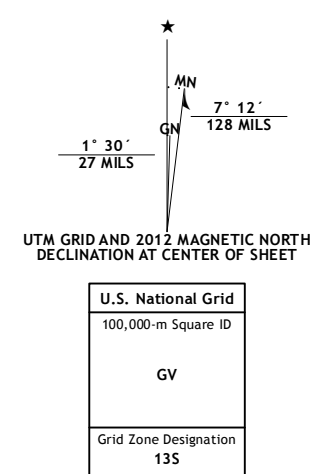 ★
MN
7° 12´
128 MILS
GN
1° 30´
27 MILS
UTM GRID AND 2012 MAGNETIC NORTH
DECLINATION AT CENTER OF SHEET
U.S. National Grid
100,000-m Square ID
GV
Grid Zone Designation
13S